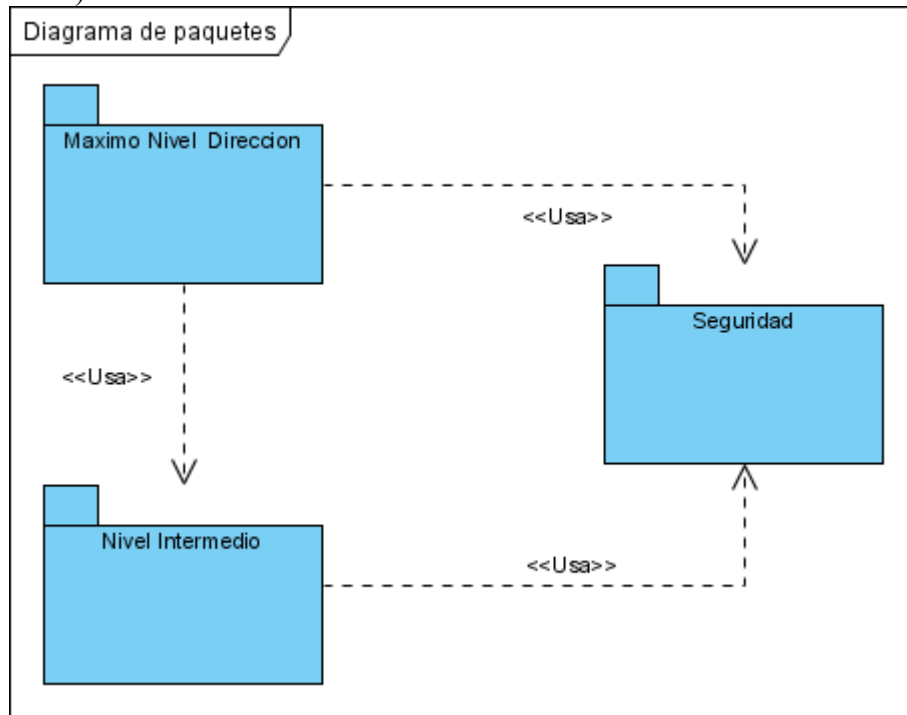 Diagrama de paquetes
Maximo Nivel Direccion
<<Usa>>
Seguridad
<<Usa>>
Nivel Intermedio
<<Usa>>